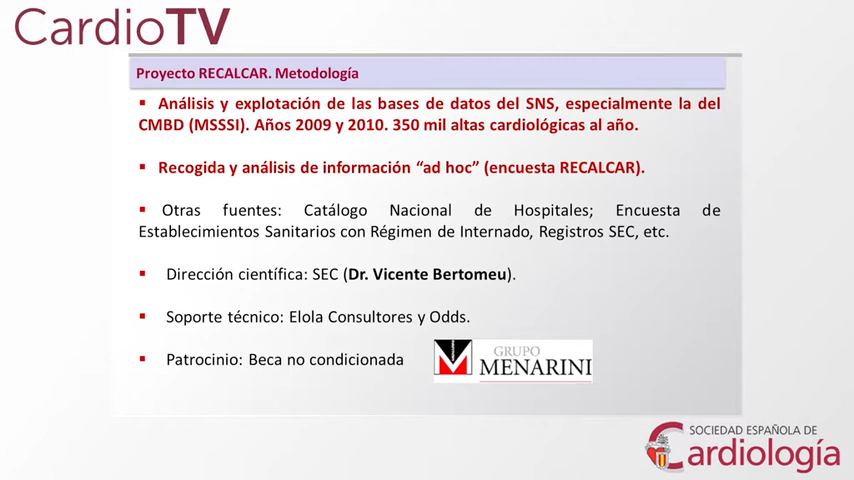 CardioTV
Proyecto RECALCAR. Metodología
▪ Análisis y explotación de las bases de datos del SNS, especialmente la del
CMBD (MSSSI). Años 2009 y 2010. 350 mil altas cardiológicas al año.
▪ Recogida y análisis de información “ad hoc” (encuesta RECALCAR).
▪ Otras fuentes: Catálogo Nacional de Hospitales; Encuesta de
Establecimientos Sanitarios con Régimen de Internado, Registros SEC, etc.
▪ Dirección científica: SEC (Dr. Vicente Bertomeu).
▪ Soporte técnico: Elola Consultores y Odds.
▪ Patrocinio: Beca no condicionada
GRUPO
MENARINI
SOCIEDAD ESPAÑOLA DE
Cardiología